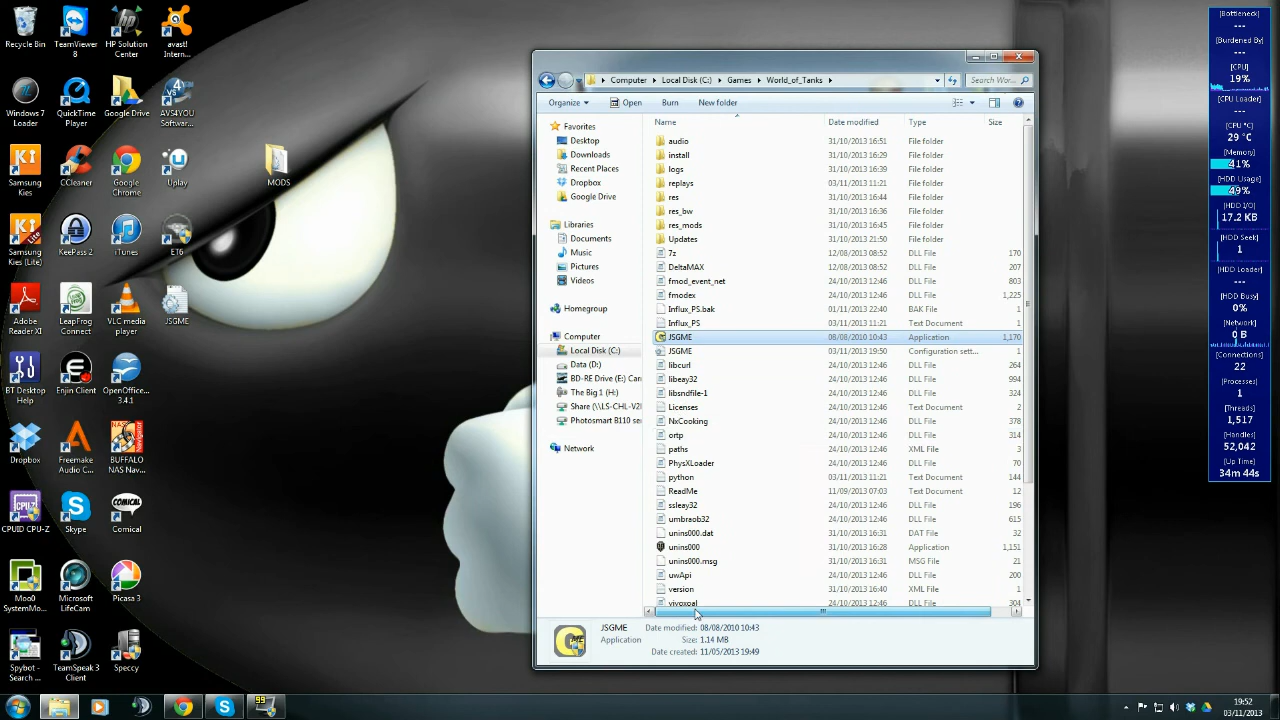 Recycle Bin
TeamViewer
8
HP Solution
Center
avast!
Intern...
Windows 7
Loader
QuickTime
Player
Google Drive
AVS4YOU
Softwar...
Samsung
Kies
CCleaner
Google
Chrome
Uplay
MODS
Samsung
Kies (Lite)
KeePass 2
iTunes
ET6
Adobe
Reader XI
LeapFrog
Connect
VLC media
player
JSGME
BT Desktop
Help
Enjin Client
OpenOffice...
3.4.1
Dropbox
Freemake
Audio C...
BUFFALO
NAS Nav...
CPUID CPU-Z
Skype
Comical
Moo0
SystemMo...
Microsoft
LifeCam
Picasa 3
Spybot -
Search ...
TeamSpeak 3
Client
Speccy
Computer
Local Disk (C:)
Games
World_of_Tanks
Search Wor...
Organize
Open
Burn
New folder
Favorites
Desktop
Downloads
Recent Places
Dropbox
Google Drive
Libraries
Documents
Music
Pictures
Videos
Homegroup
Computer
Local Disk (C:)
Data (D:)
BD-RE Drive (E:) Can
The Big 1 (H:)
Share (\\LS-CHL-V2
Photosmart B110 ser
Network
Name Date modified Type Size
audio 31/10/2013 16:51 File folder
install 31/10/2013 16:29 File folder
logs 31/10/2013 16:39 File folder
replays 03/11/2013 11:21 File folder
res 31/10/2013 16:44 File folder
res_bw 31/10/2013 16:36 File folder
res_mods 31/10/2013 16:45 File folder
Updates 31/10/2013 21:50 File folder
7z 12/08/2013 08:52 DLL File 170
DeltaMAX 12/08/2013 08:52 DLL File 207
fmod_event_net 24/10/2013 12:46 DLL File 803
fmodex 24/10/2013 12:46 DLL File 1,225
Influx_PS.bak 01/11/2013 22:40 BAK File 1
Influx_PS 03/11/2013 11:21 Text Document 1
JSGME 08/08/2010 10:43 Application 1,170
JSGME 03/11/2013 19:50 Configuration sett... 1
libcurl 24/10/2013 12:46 DLL File 264
libeay32 24/10/2013 12:46 DLL File 994
libsndfile-1 24/10/2013 12:46 DLL File 324
Licenses 24/10/2013 12:46 Text Document 2
NxCooking 24/10/2013 12:46 DLL File 378
ortp 24/10/2013 12:46 DLL File 314
paths 24/10/2013 12:46 XML File 3
PhysXLoader 24/10/2013 12:46 DLL File 70
python 03/11/2013 11:21 Text Document 144
ReadMe 11/09/2013 07:03 Text Document 12
ssleay32 24/10/2013 12:46 DLL File 196
umbraob32 24/10/2013 12:46 DLL File 615
unins000.dat 31/10/2013 16:31 DAT File 32
unins000 31/10/2013 16:28 Application 1,151
unins000.msg 31/10/2013 16:31 MSG File 21
uwApi 24/10/2013 12:46 DLL File 200
version 31/10/2013 16:31 XML File 1
vivoxoal 24/10/2013 12:46 DLL File 304
JSGME Date modified: 08/08/2010 10:43
Application Size: 1.14 MB
Date created: 11/05/2013 19:49
[Bottleneck]
---
[Burdened By]
---
[CPU]
19%
[CPU Loader]
---
[CPU °C]
29 °C
[Memory]
41%
[HDD Usage]
49%
[HDD I/O]
17.2 KB
[HDD Seek]
1
[HDD Loader]
---
[HDD Busy]
0%
[Network]
0 B
[Connections]
22
[Processes]
1
[Threads]
1,517
[Handles]
52,042
[Up Time]
34m 44s
99
19:52
03/11/2013